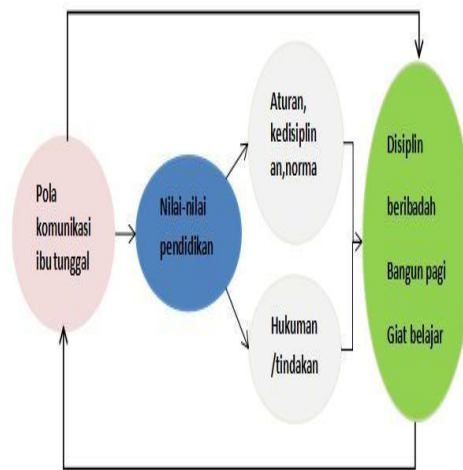 Pola
komunikasi
ibu tunggal
Nilai-nilai
pendidikan
Aturan,
kedisiplin
an,norma
Hukuman
/tindakan
Disiplin
beribadah
Bangun pagi
Giat belajar